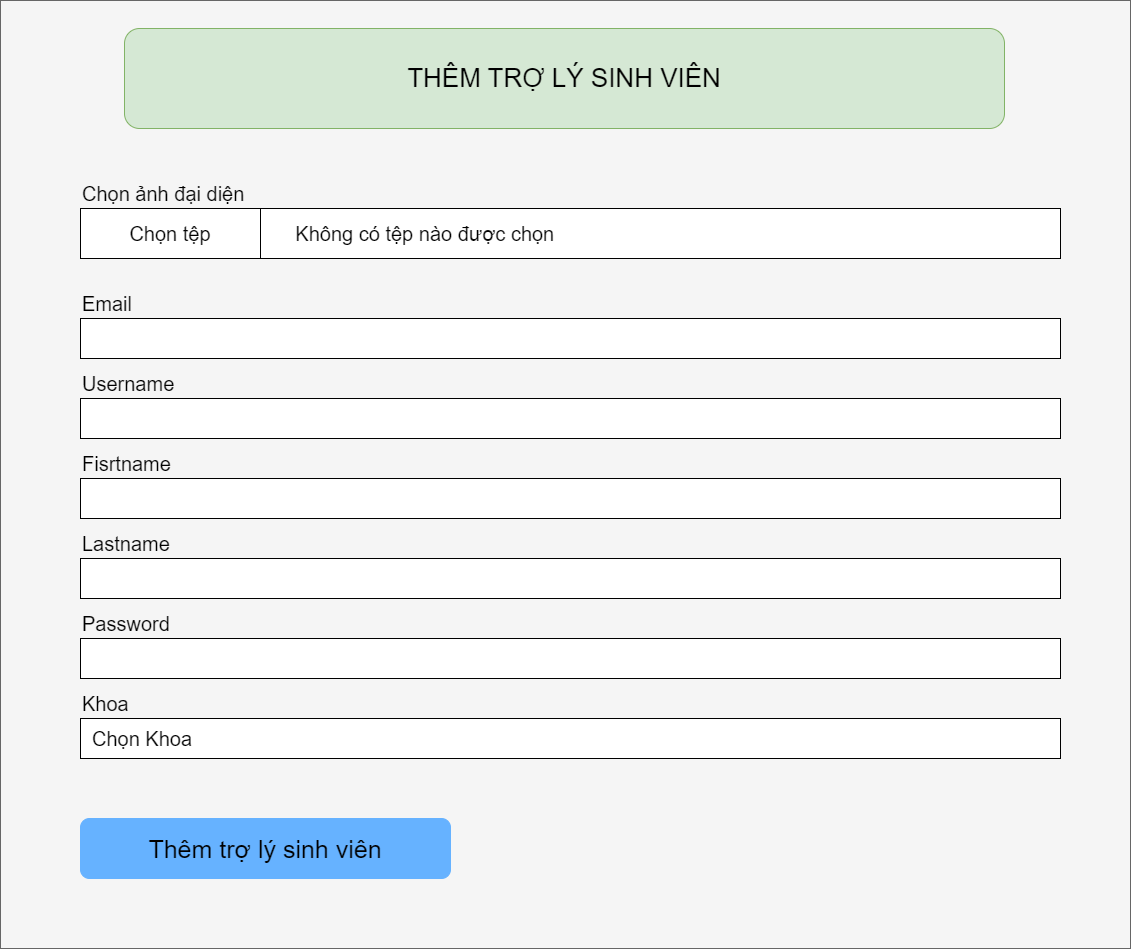 THÊM TRỢ LÝ SINH VIÊN
Chọn ảnh đại diện
Chọn tệp
Không có tệp nào được chọn
Email
Username
Fisrtname
Lastname
Password
Khoa
Chọn Khoa
Thêm trợ lý sinh viên